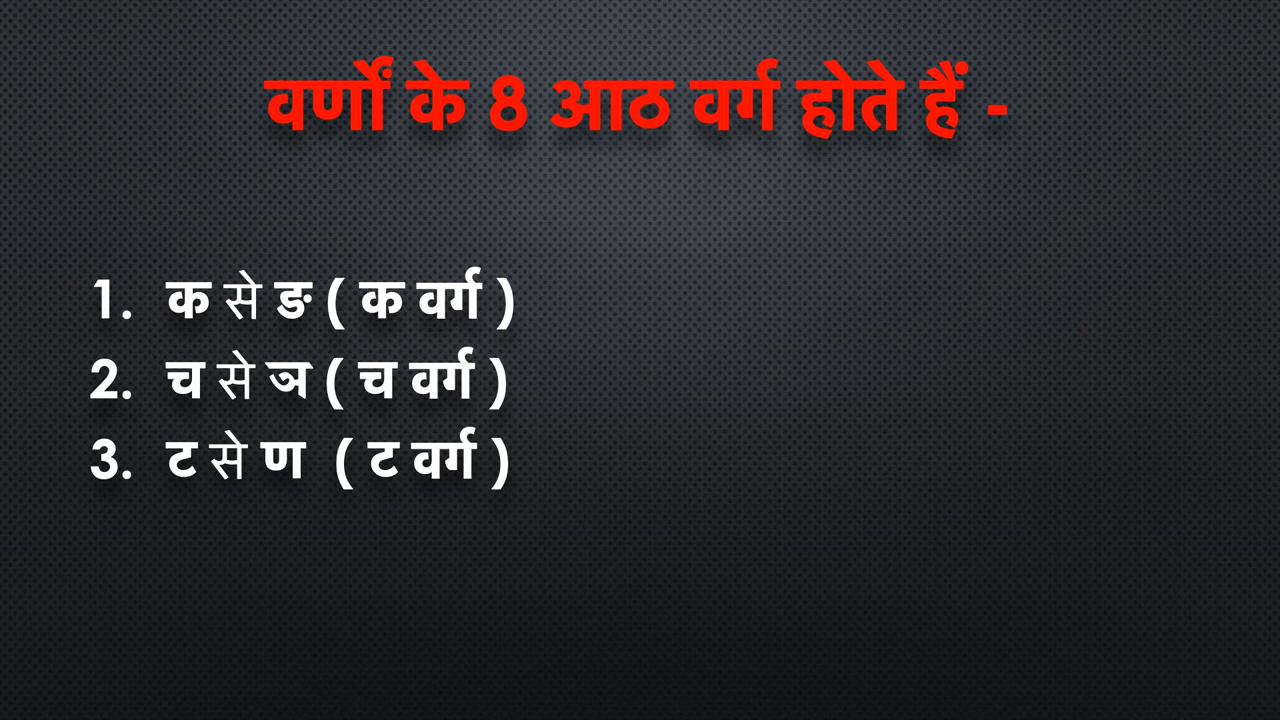 वर्णों के 8 आठ वर्ग होते हैं -
1. क से ङ ( क वर्ग )
2. च से ञ ( च वर्ग )
3. ट से ण ( ट वर्ग )